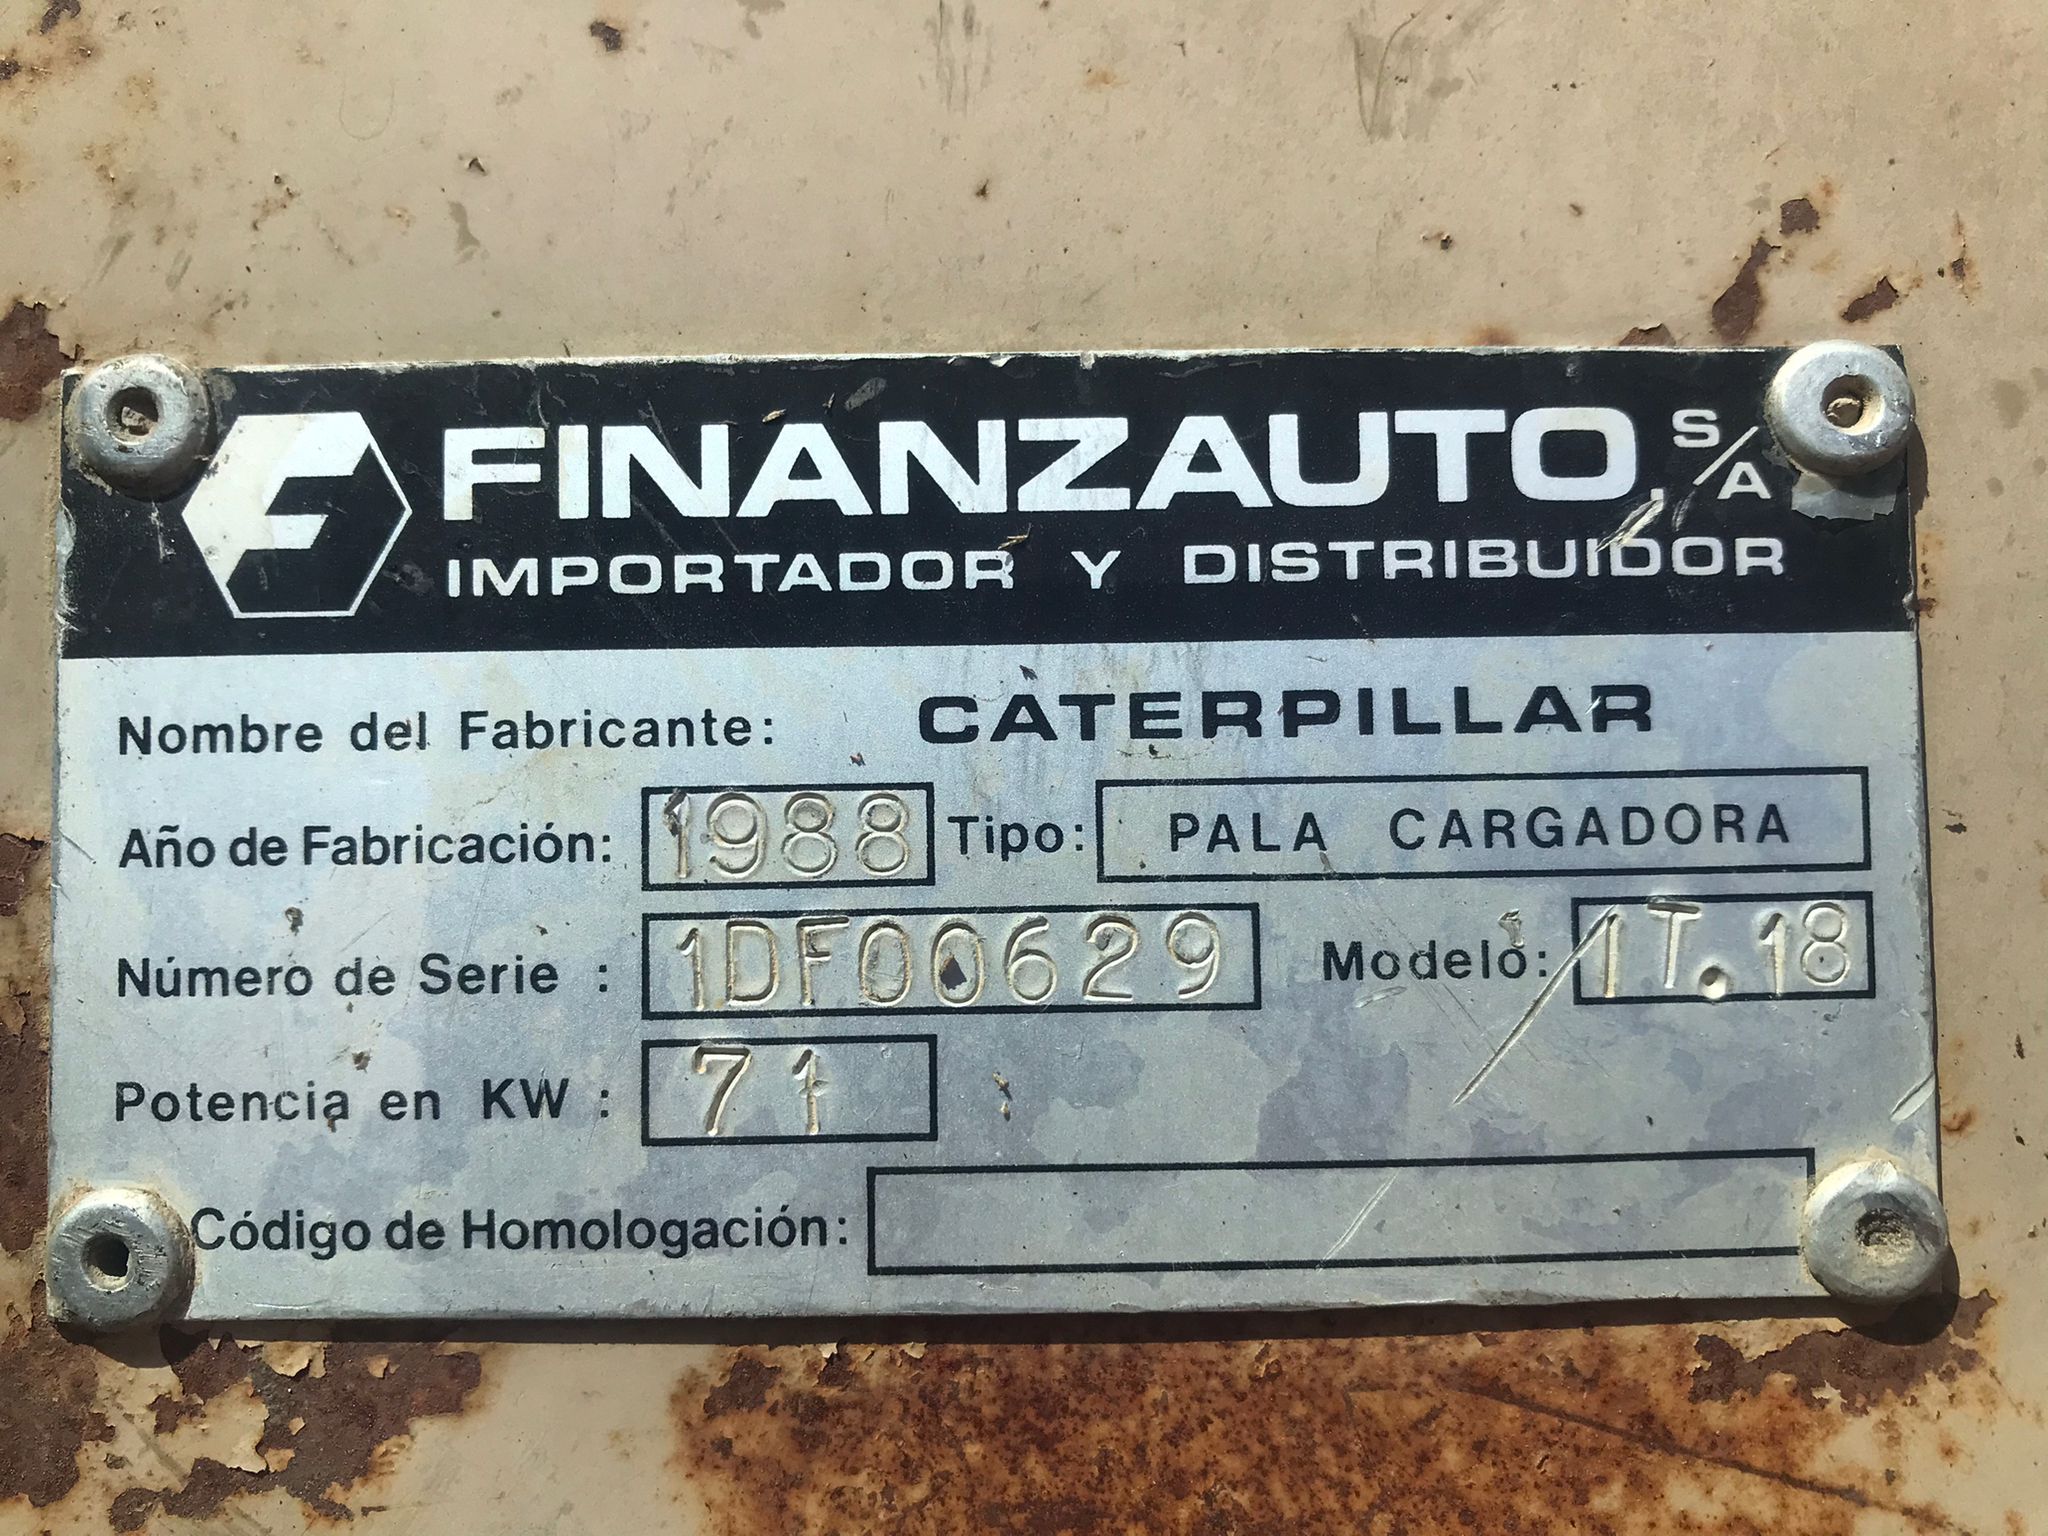 F FINANZAUTO, S/A
IMPORTADOR Y DISTRIBUIDOR
Nombre del Fabricante: CATERPILLAR
Año de Fabricación: 1988 Tipo: PALA CARGADORA
Número de Serie : 1DF00629 Modelo: IT.18
Potencia en KW : 71
Código de Homologación: